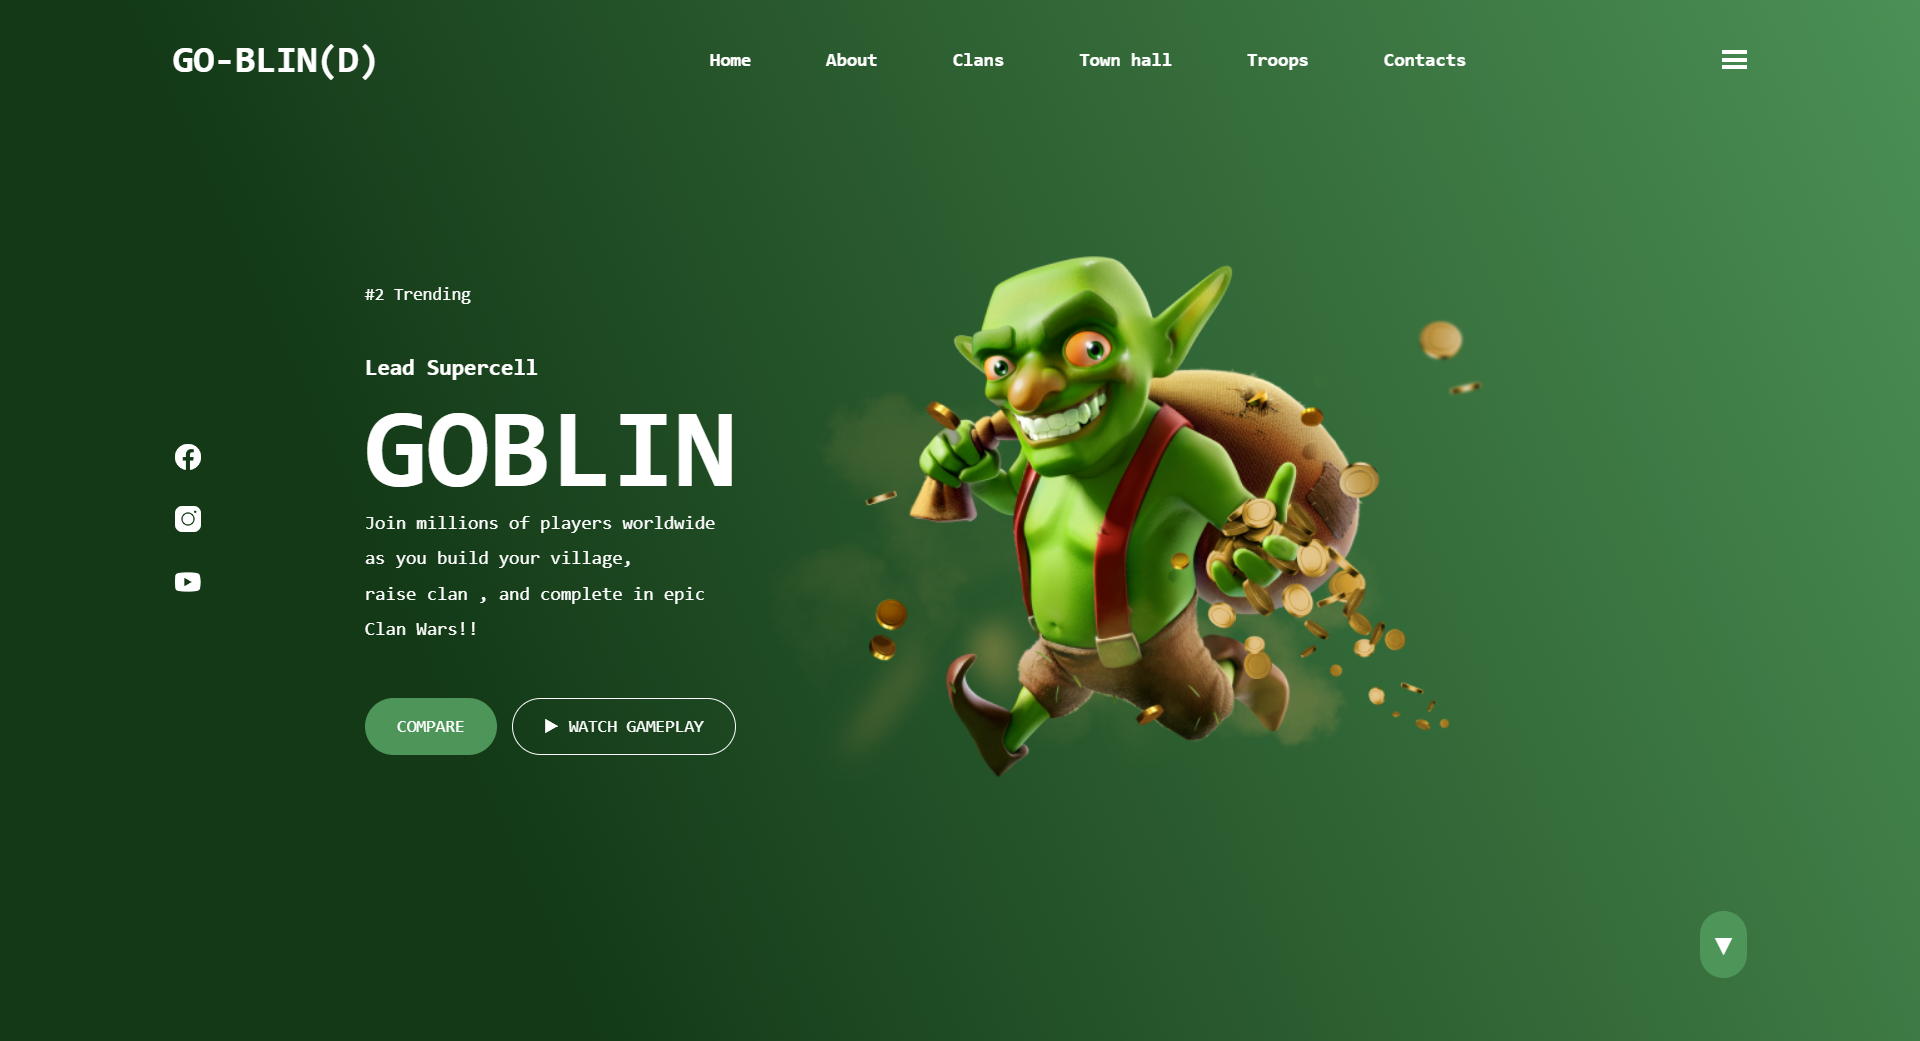 GO-BLIN(D)
Home About Clans Town hall Troops Contacts
#2 Trending
Lead Supercell
GOBLIN
Join millions of players worldwide
as you build your village,
raise clan , and complete in epic
Clan Wars!!
COMPARE
▶ WATCH GAMEPLAY
▼